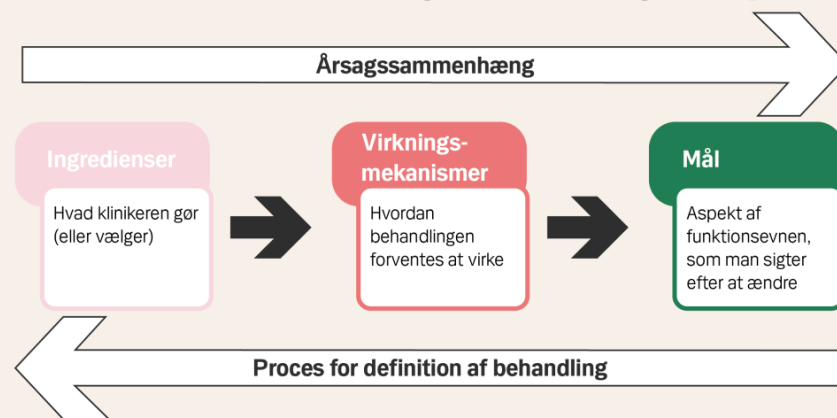 Årsagssammenhæng
Ingredienser
Hvad klinikeren gør
(eller vælger)
Virknings-
mekanismer
Hvordan
behandlingen
forventes at virke
Mål
Aspekt af
funktionsevnen,
som man sigter
efter at ændre
Proces for definition af behandling